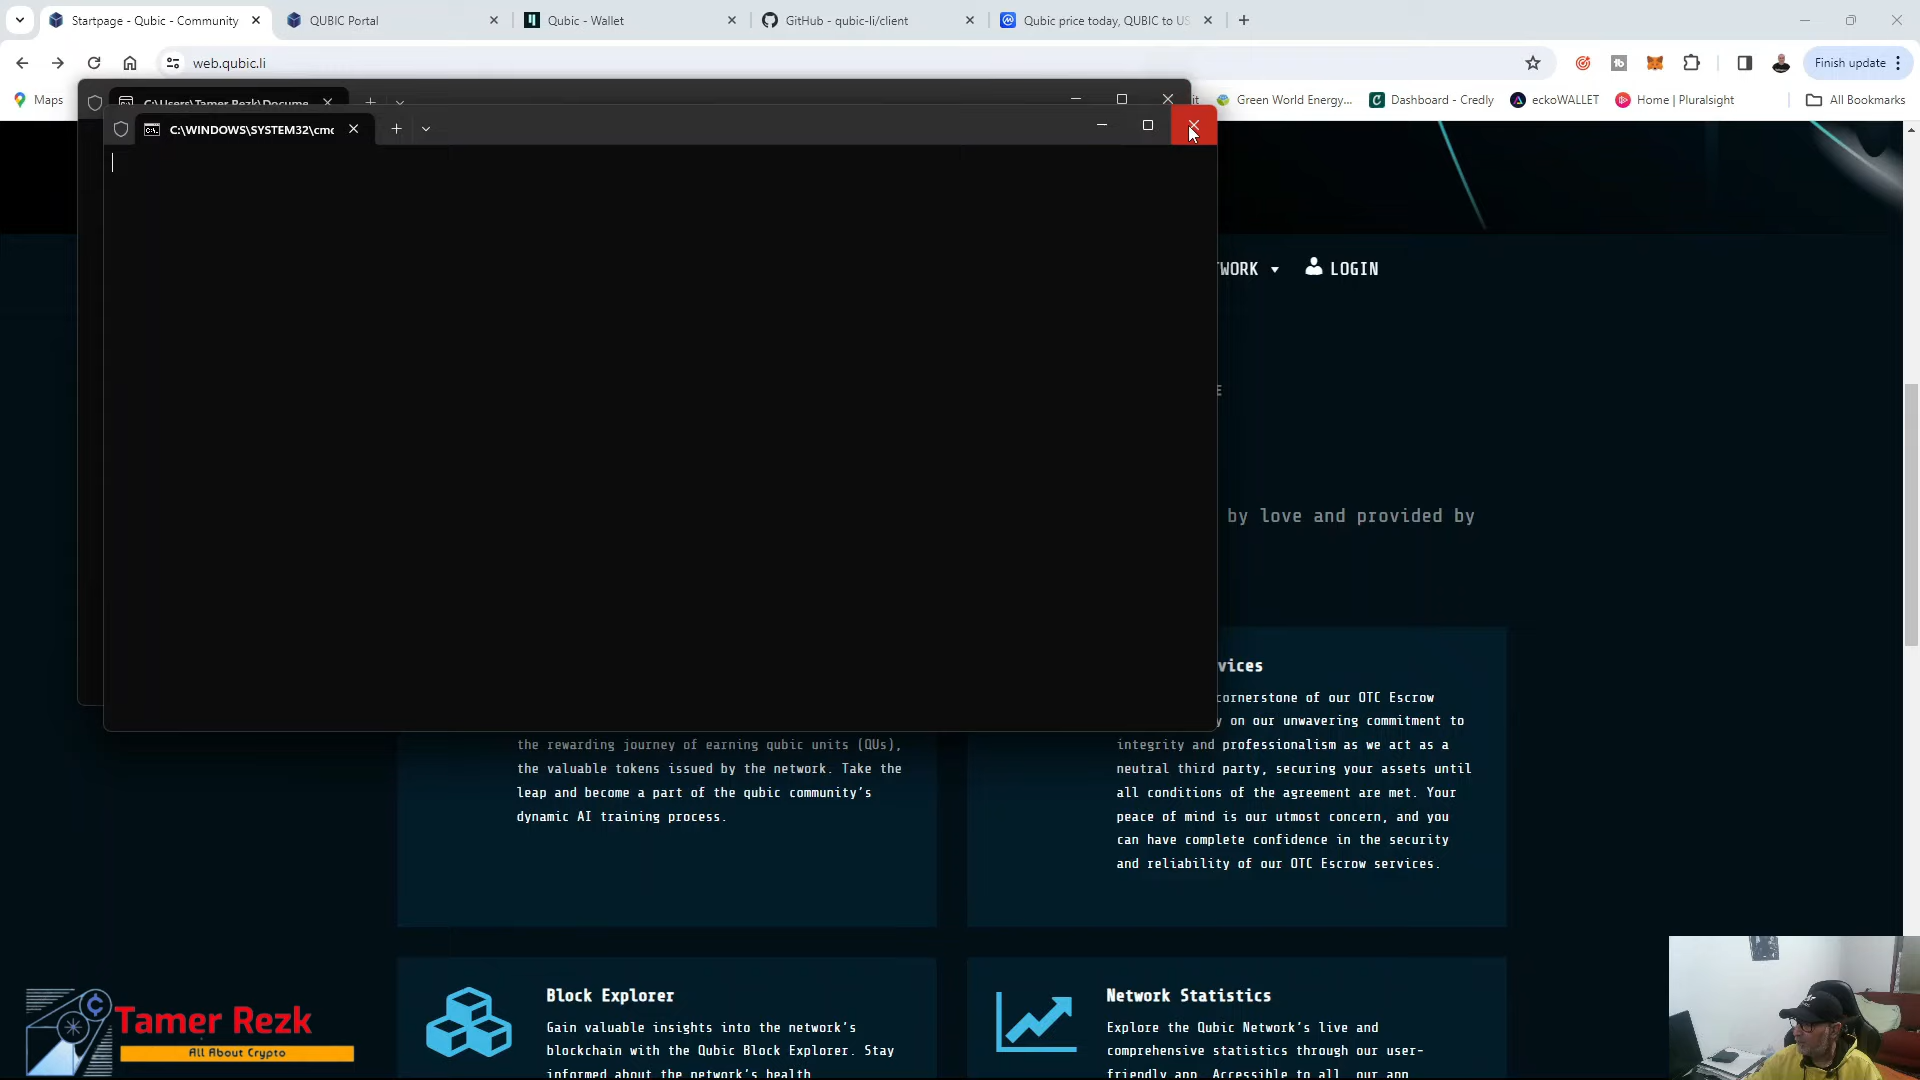 Startpage - Qubic - Community
QUBIC Portal
Qubic - Wallet
GitHub - qubic-li/client
Qubic price today, QUBIC to US
web.qubic.li
Finish update
Maps
Green World Energy...
Dashboard - Credly
eckoWALLET
Home | Pluralsight
All Bookmarks
C:\Users\Tamer Rezk\Docume
C:\WINDOWS\SYSTEM32\cmd
LOGIN
by love and provided by
cornerstone of our OTC Escrow
on our unwavering commitment to
integrity and professionalism as we act as a
neutral third party, securing your assets until
all conditions of the agreement are met. Your
peace of mind is our utmost concern, and you
can have complete confidence in the security
and reliability of our OTC Escrow services.
the rewarding journey of earning qubic units (QUs),
the valuable tokens issued by the network. Take the
leap and become a part of the qubic community's
dynamic AI training process.
Block Explorer
Gain valuable insights into the network's
blockchain with the Qubic Block Explorer. Stay
informed about the network's health
Network Statistics
Explore the Qubic Network's live and
comprehensive statistics through our user-
friendly app. Accessible to all, our app
Tamer Rezk
All About Crypto